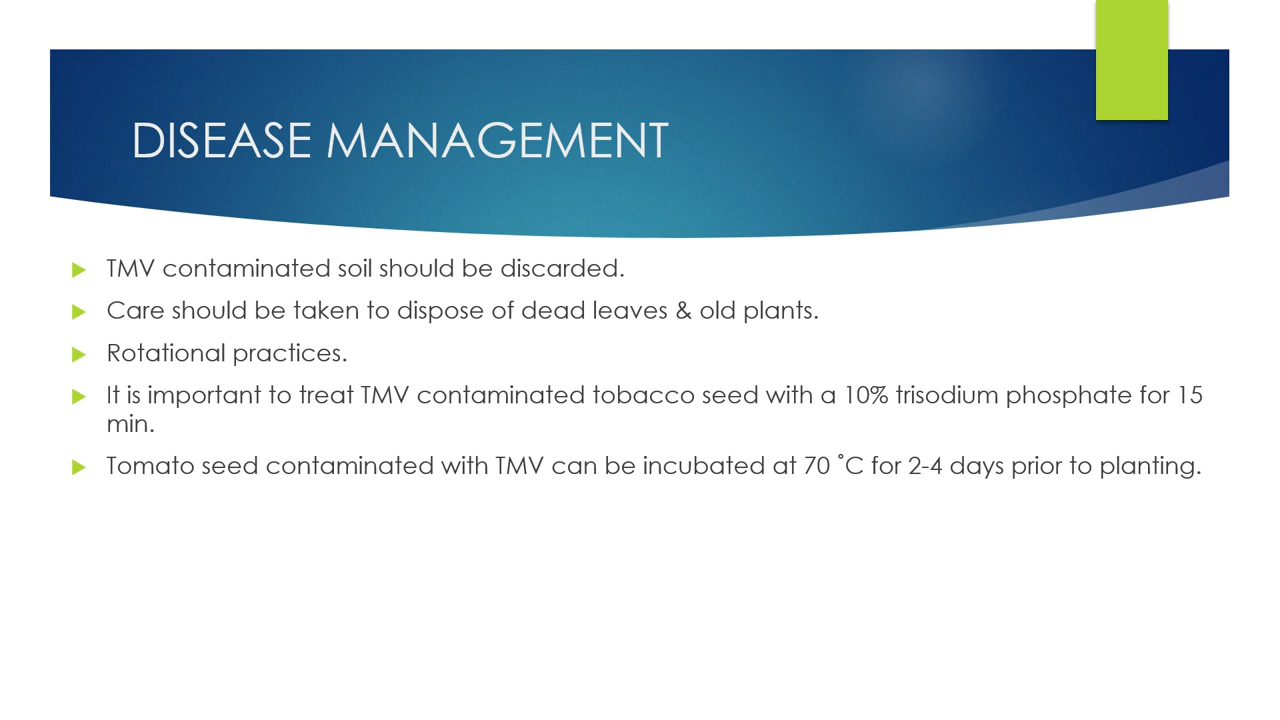 DISEASE MANAGEMENT
TMV contaminated soil should be discarded.
Care should be taken to dispose of dead leaves & old plants.
Rotational practices.
It is important to treat TMV contaminated tobacco seed with a 10% trisodium phosphate for 15
min.
Tomato seed contaminated with TMV can be incubated at 70 ˚C for 2-4 days prior to planting.